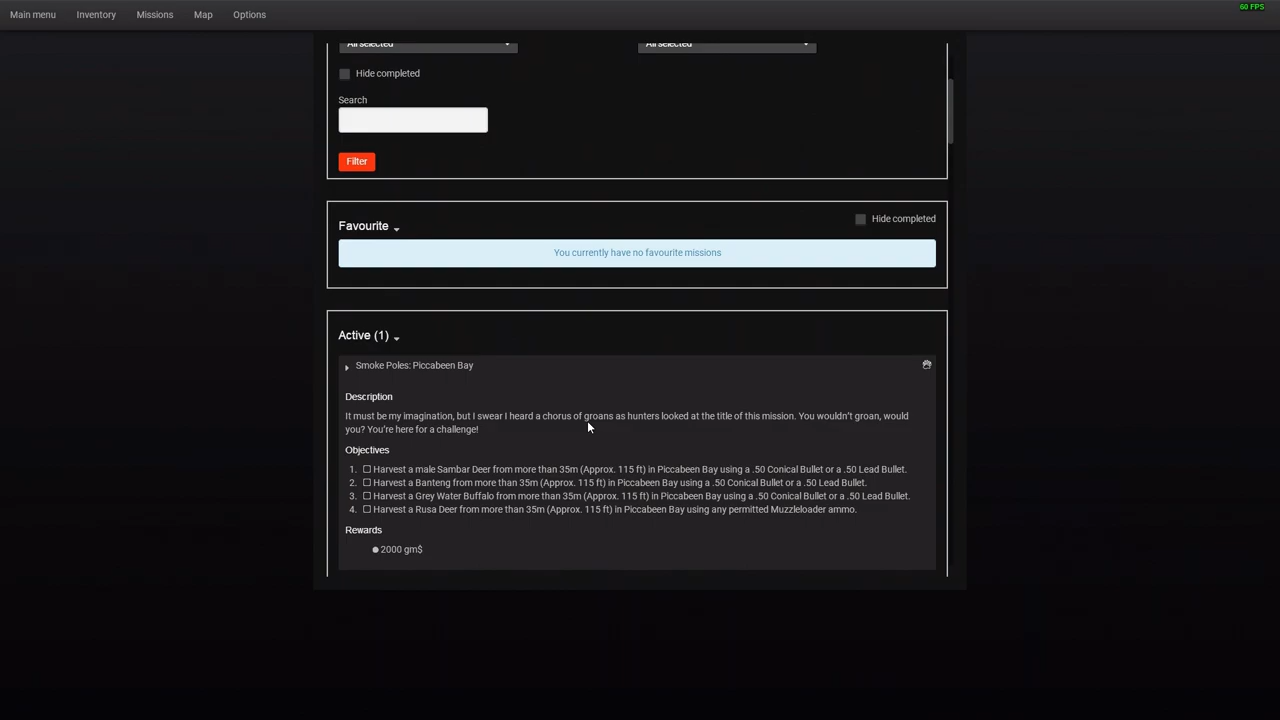 Main menu Inventory Missions Map Options
60 FPS
All selected All selected
Hide completed
Search
Filter
Favourite Hide completed
You currently have no favourite missions
Active (1)
Smoke Poles: Piccabeen Bay
Description
It must be my imagination, but I swear I heard a chorus of groans as hunters looked at the title of this mission. You wouldn't groan, would
you? You're here for a challenge!
Objectives
1. Harvest a male Sambar Deer from more than 35m (Approx. 115 ft) in Piccabeen Bay using a .50 Conical Bullet or a .50 Lead Bullet.
2. Harvest a Banteng from more than 35m (Approx. 115 ft) in Piccabeen Bay using a .50 Conical Bullet or a .50 Lead Bullet.
3. Harvest a Grey Water Buffalo from more than 35m (Approx. 115 ft) in Piccabeen Bay using a .50 Conical Bullet or a .50 Lead Bullet.
4. Harvest a Rusa Deer from more than 35m (Approx. 115 ft) in Piccabeen Bay using any permitted Muzzleloader ammo.
Rewards
2000 gm$